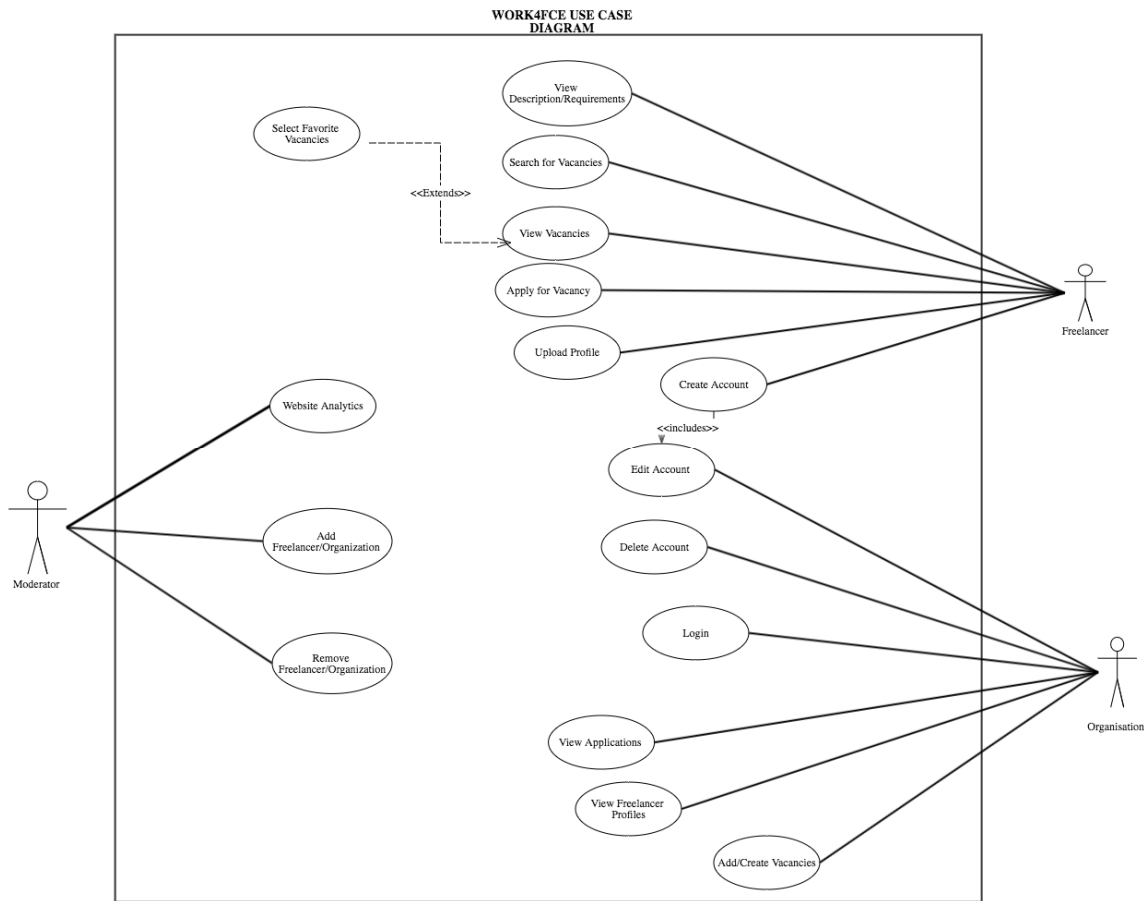 WORK4FCE USE CASE
DIAGRAM
View
Description/Requirements
Select Favorite
Vacancies
Search for Vacancies
<<Extends>>
View Vacancies
Apply for Vacancy
Freelancer
Upload Profile
Create Account
Website Analytics
<<includes>>
Edit Account
Add
Freelancer/Organization
Delete Account
Moderator
Login
Remove
Freelancer/Organization
Organisation
View Applications
View Freelancer
Profiles
Add/Create Vacancies